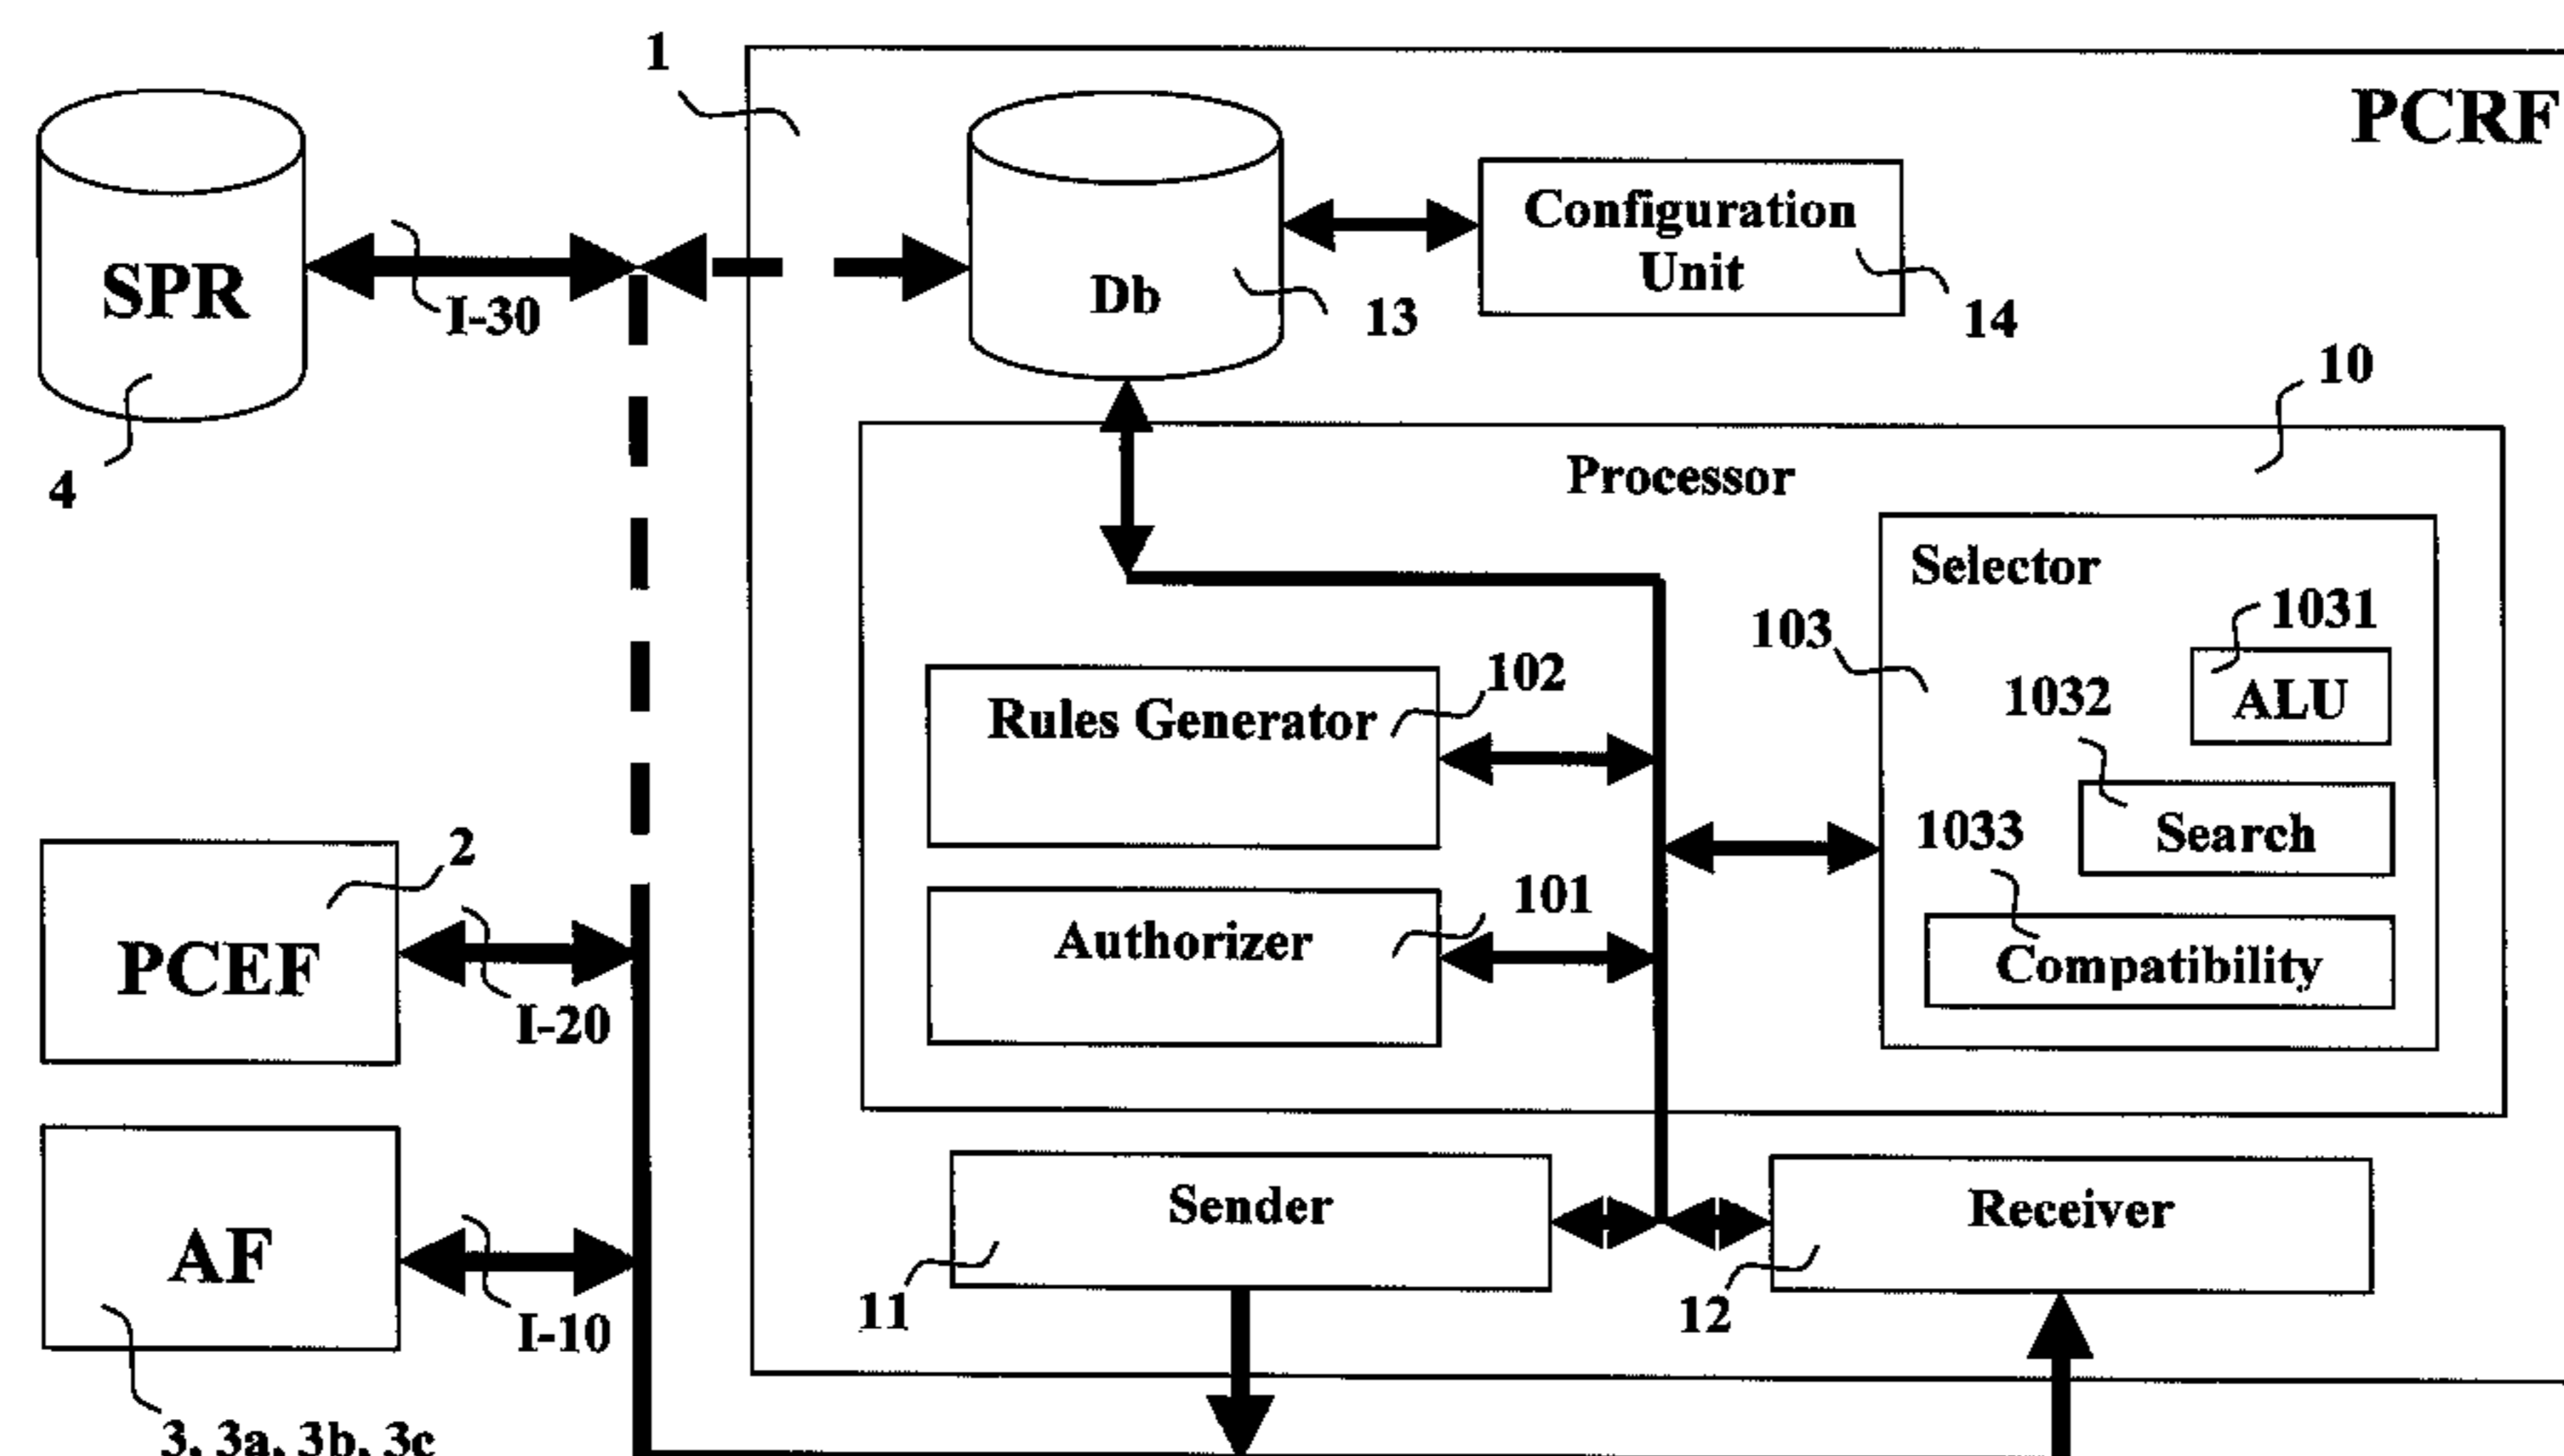 1
PCRF
SPR
I-30
4
Db
13
Configuration
Unit
14
10
Processor
Selector
103
1031
ALU
1032
Search
1033
Compatibility
102
Rules Generator
101
Authorizer
2
PCEF
I-20
AF
I-10
3, 3a, 3b, 3c
Sender
11
Receiver
12